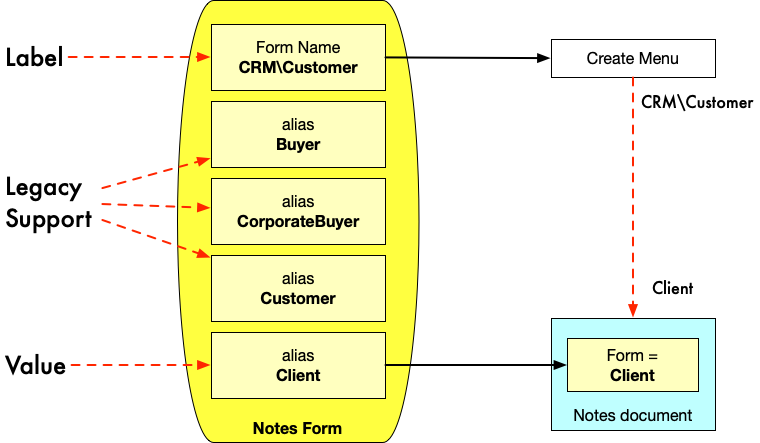 Label
Form Name
CRM\Customer
Create Menu
CRM\Customer
alias
Buyer
Legacy
Support
alias
CorporateBuyer
alias
Customer
Client
Value
alias
Client
Form =
Client
Notes document
Notes Form